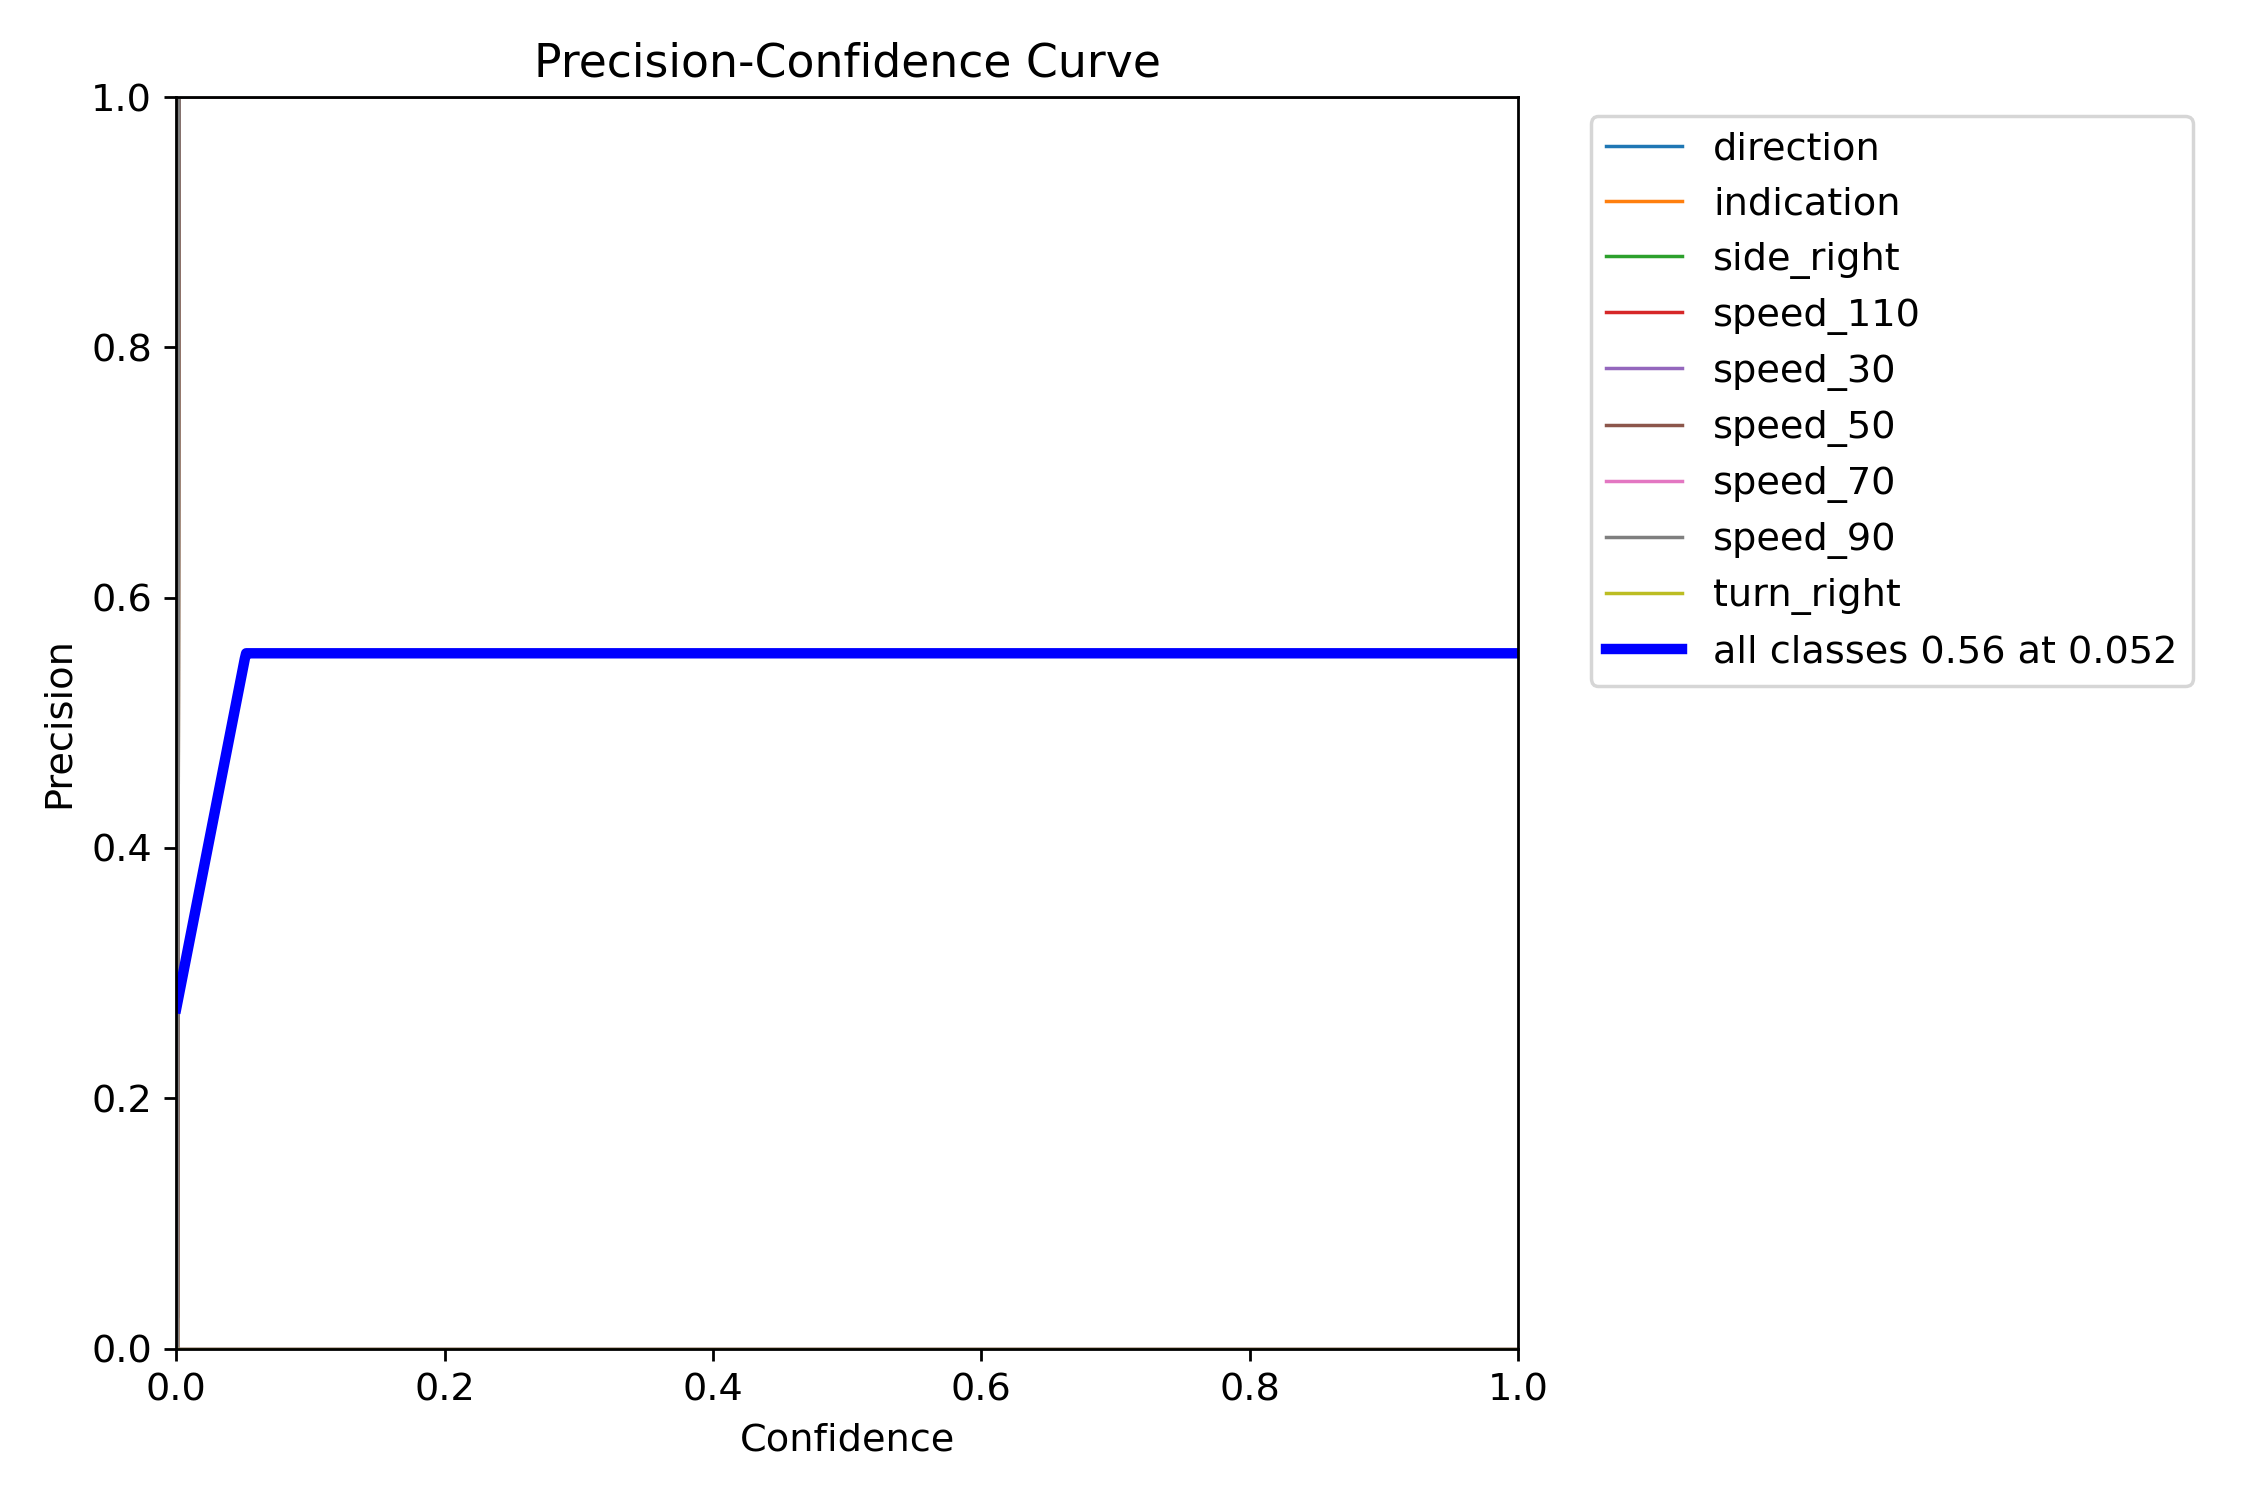 Precision-Confidence Curve
1.0
0.8
0.6
0.4
0.2
0.0
Precision
0.0 0.2 0.4 0.6 0.8 1.0
Confidence
direction
indication
side_right
speed_110
speed_30
speed_50
speed_70
speed_90
turn_right
all classes 0.56 at 0.052